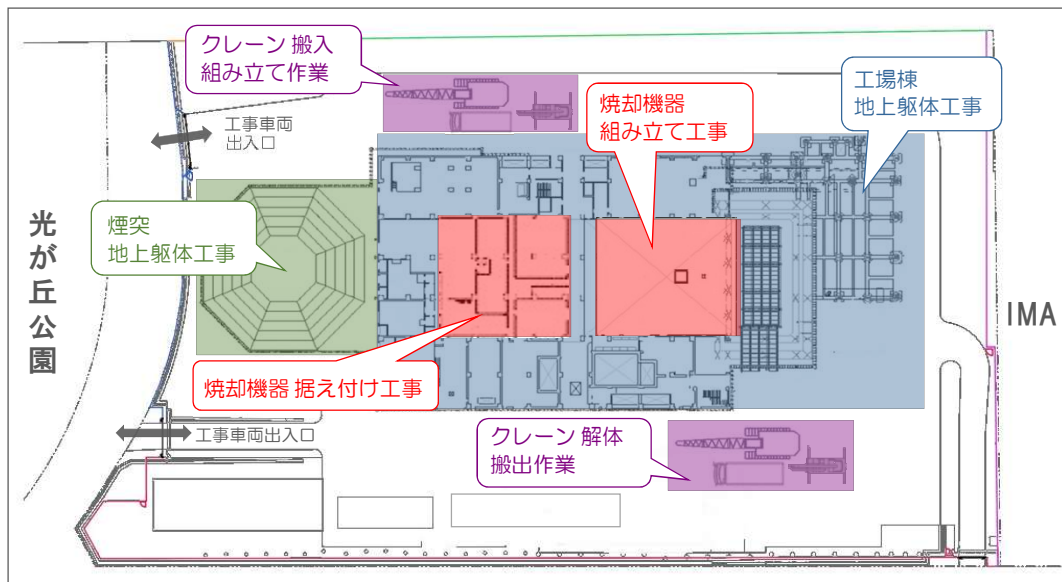 クレーン 搬入
組み立て作業
焼却機器
組み立て工事
工場棟
地上躯体工事
工事車両
出入口
煙突
地上躯体工事
光が丘公園
IMA
焼却機器 据え付け工事
工事車両出入口
クレーン 解体
搬出作業